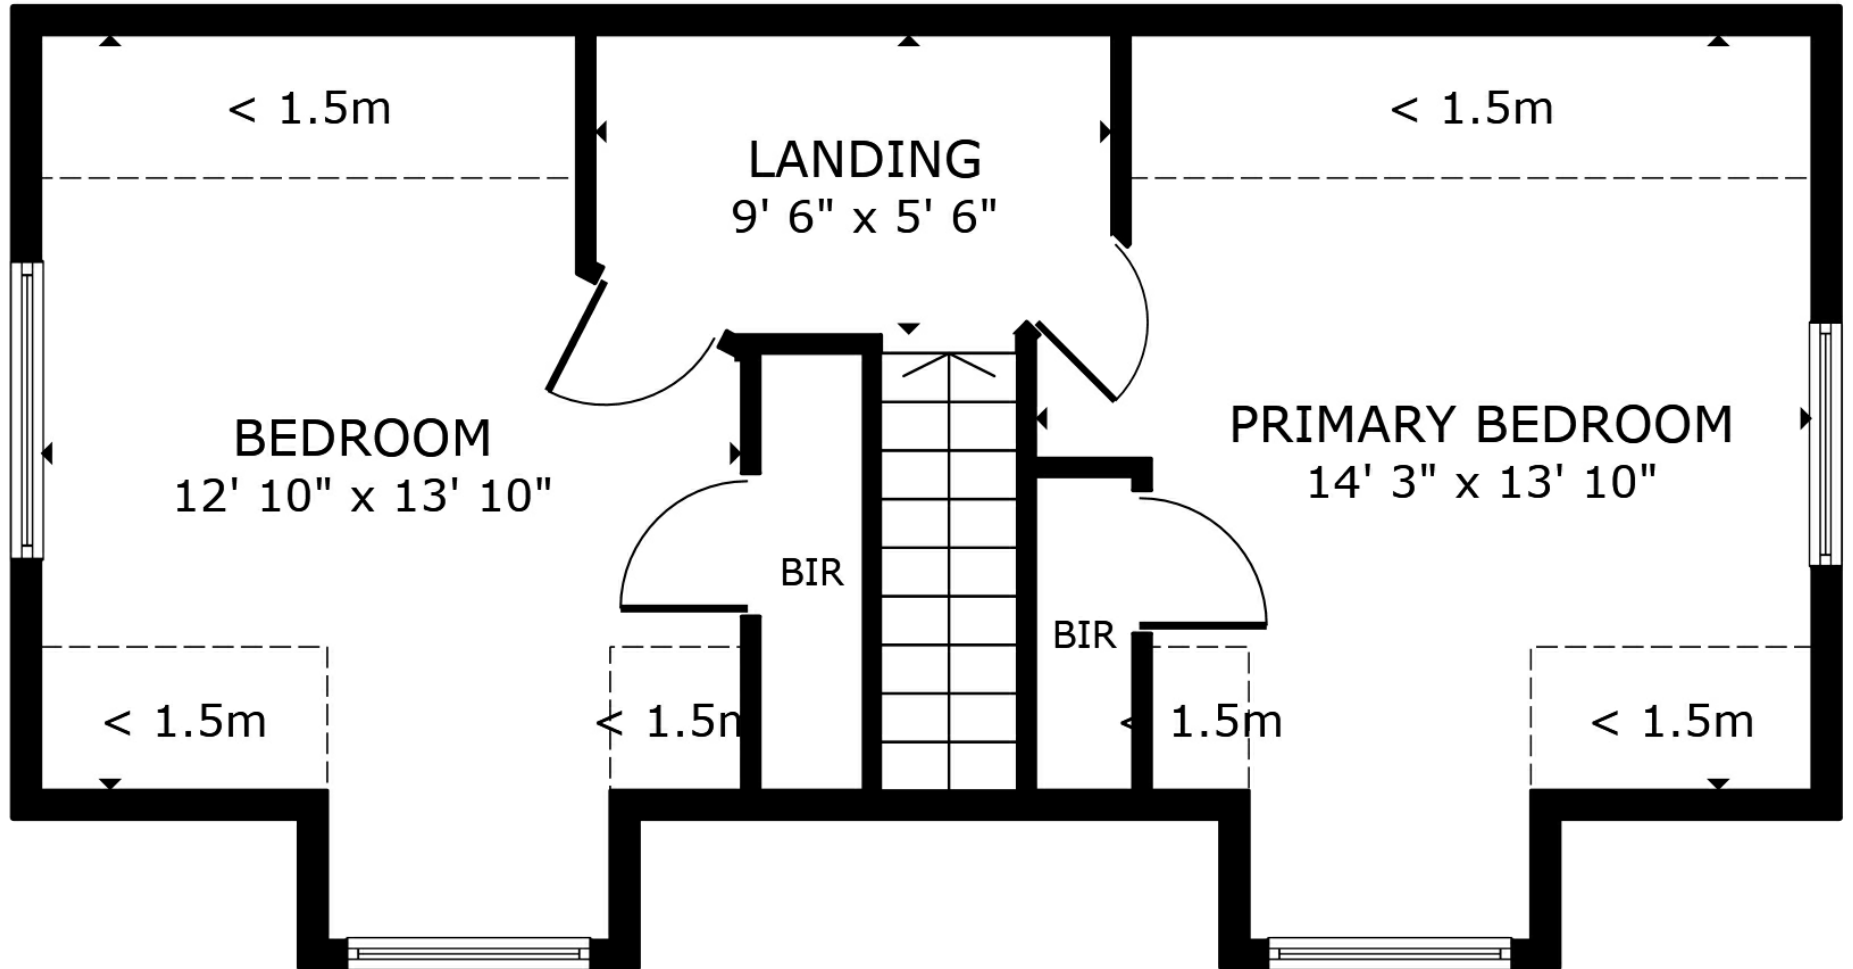 < 1.5m
< 1.5m
LANDING
9' 6" x 5' 6"
BEDROOM
12' 10" x 13' 10"
PRIMARY BEDROOM
14' 3" x 13' 10"
BIR
BIR
< 1.5m
< 1.5m
< 1.5m
< 1.5m